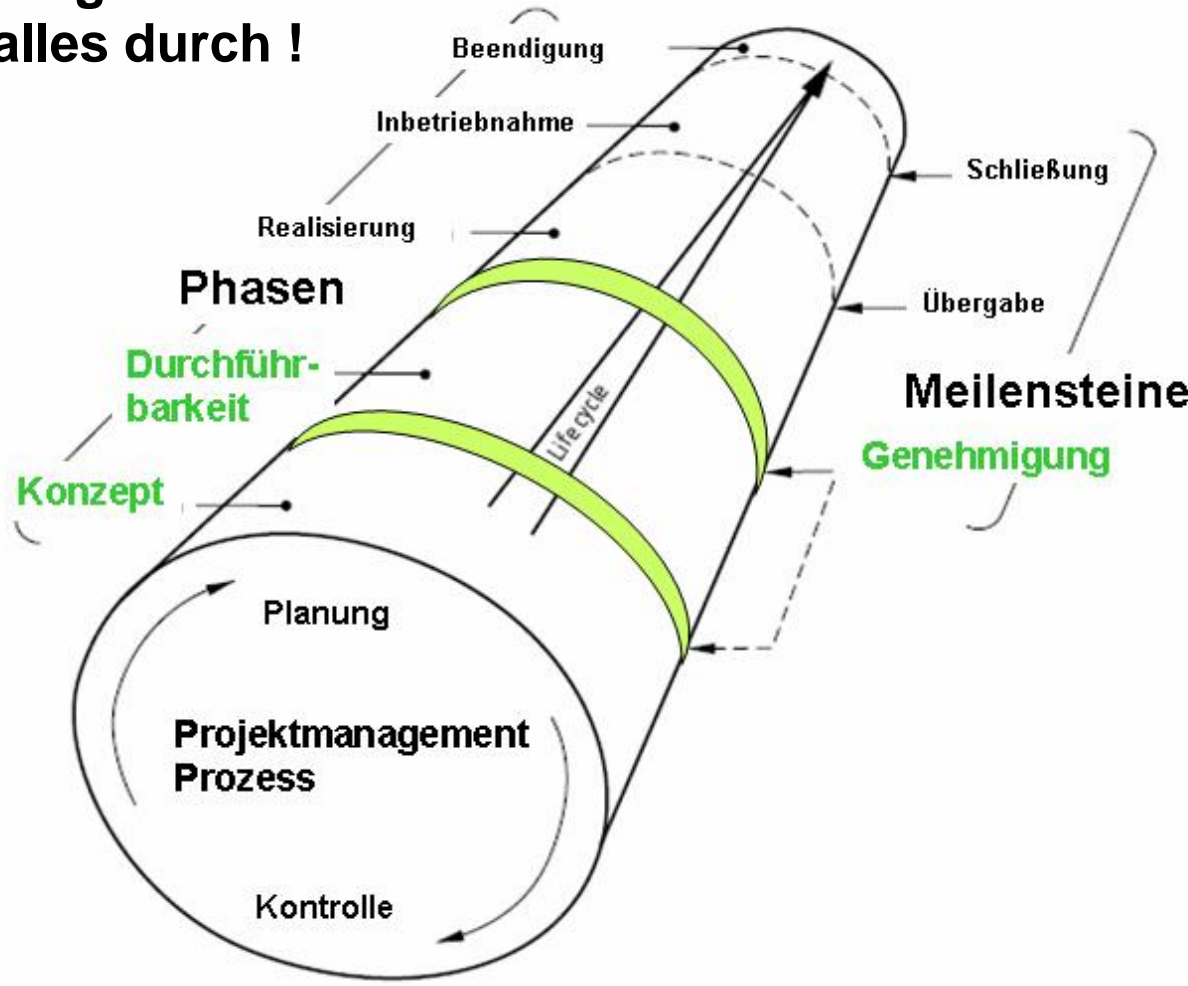 alles durch !
Beendigung
Inbetriebnahme
Schließung
Realisierung
Phasen
Übergabe
Durchführ-
barkeit
Meilensteine
Life cycle
Genehmigung
Konzept
Planung
Projektmanagement
Prozess
Kontrolle